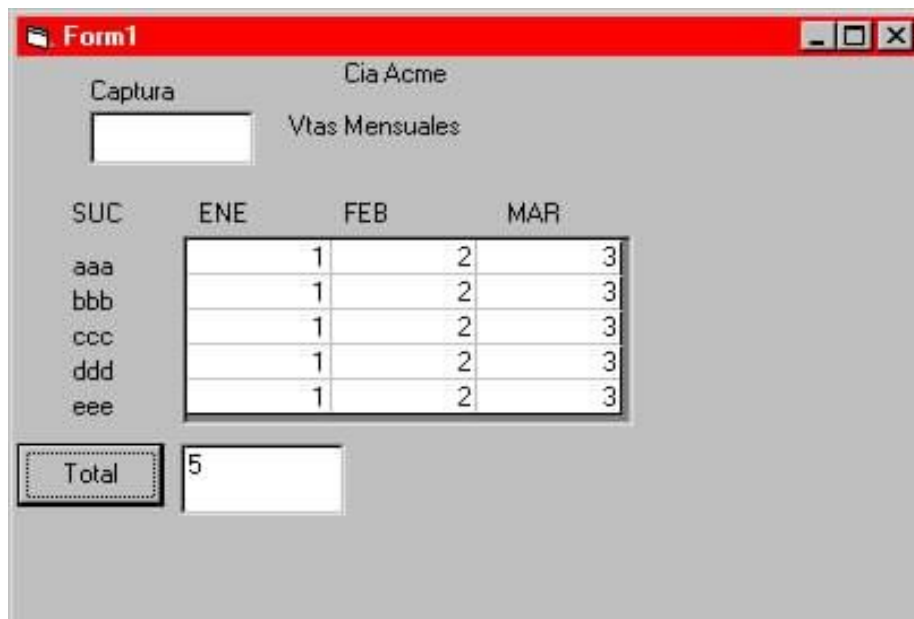 Form1
Cia Acme
Captura
Vtas Mensuales
SUC ENE FEB MAR
aaa 1 2 3
bbb 1 2 3
ccc 1 2 3
ddd 1 2 3
eee 1 2 3
Total 5